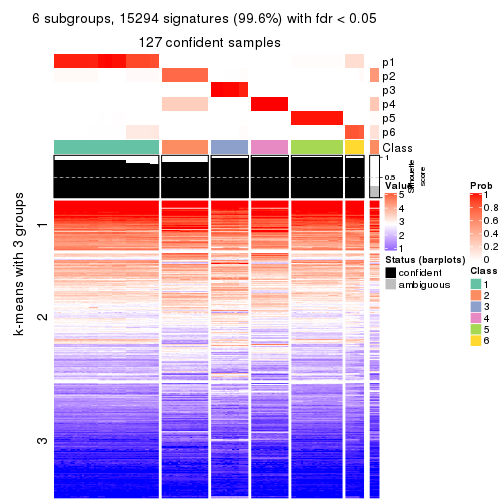 6 subgroups, 15294 signatures (99.6%) with fdr < 0.05
127 confident samples
p1
p2
p3
p4
p5
p6
Class
1
0.5
0
Silhouette
score
k-means with 3 groups
1
2
3
Value
5
4
3
2
1
Status (barplots)
confident
ambiguous
Prob
1
0.8
0.6
0.4
0.2
0
Class
1
2
3
4
5
6